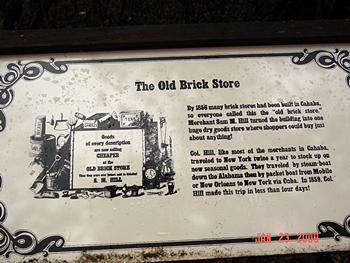 The Old Brick Store
By 1856 many brick stores had been built in Cahaba,
so everyone called this the "old brick store."
Merchant Sam M. Hill turned the building into one
huge dry goods store where shoppers could buy just
about anything!
Col. Hill, like most of the merchants in Cahaba,
traveled to New York twice a year to stock up on
new seasonal goods. They traveled by steam-boat
down the Alabama then by packet boat from Mobile
or New Orleans to New York via Cuba. In 1859, Col.
Hill made this trip in less than four days!
Goods
of every description
are now selling
CHEAPER
at the
OLD BRICK STORE
S. M. HILL
JAN 23 2000